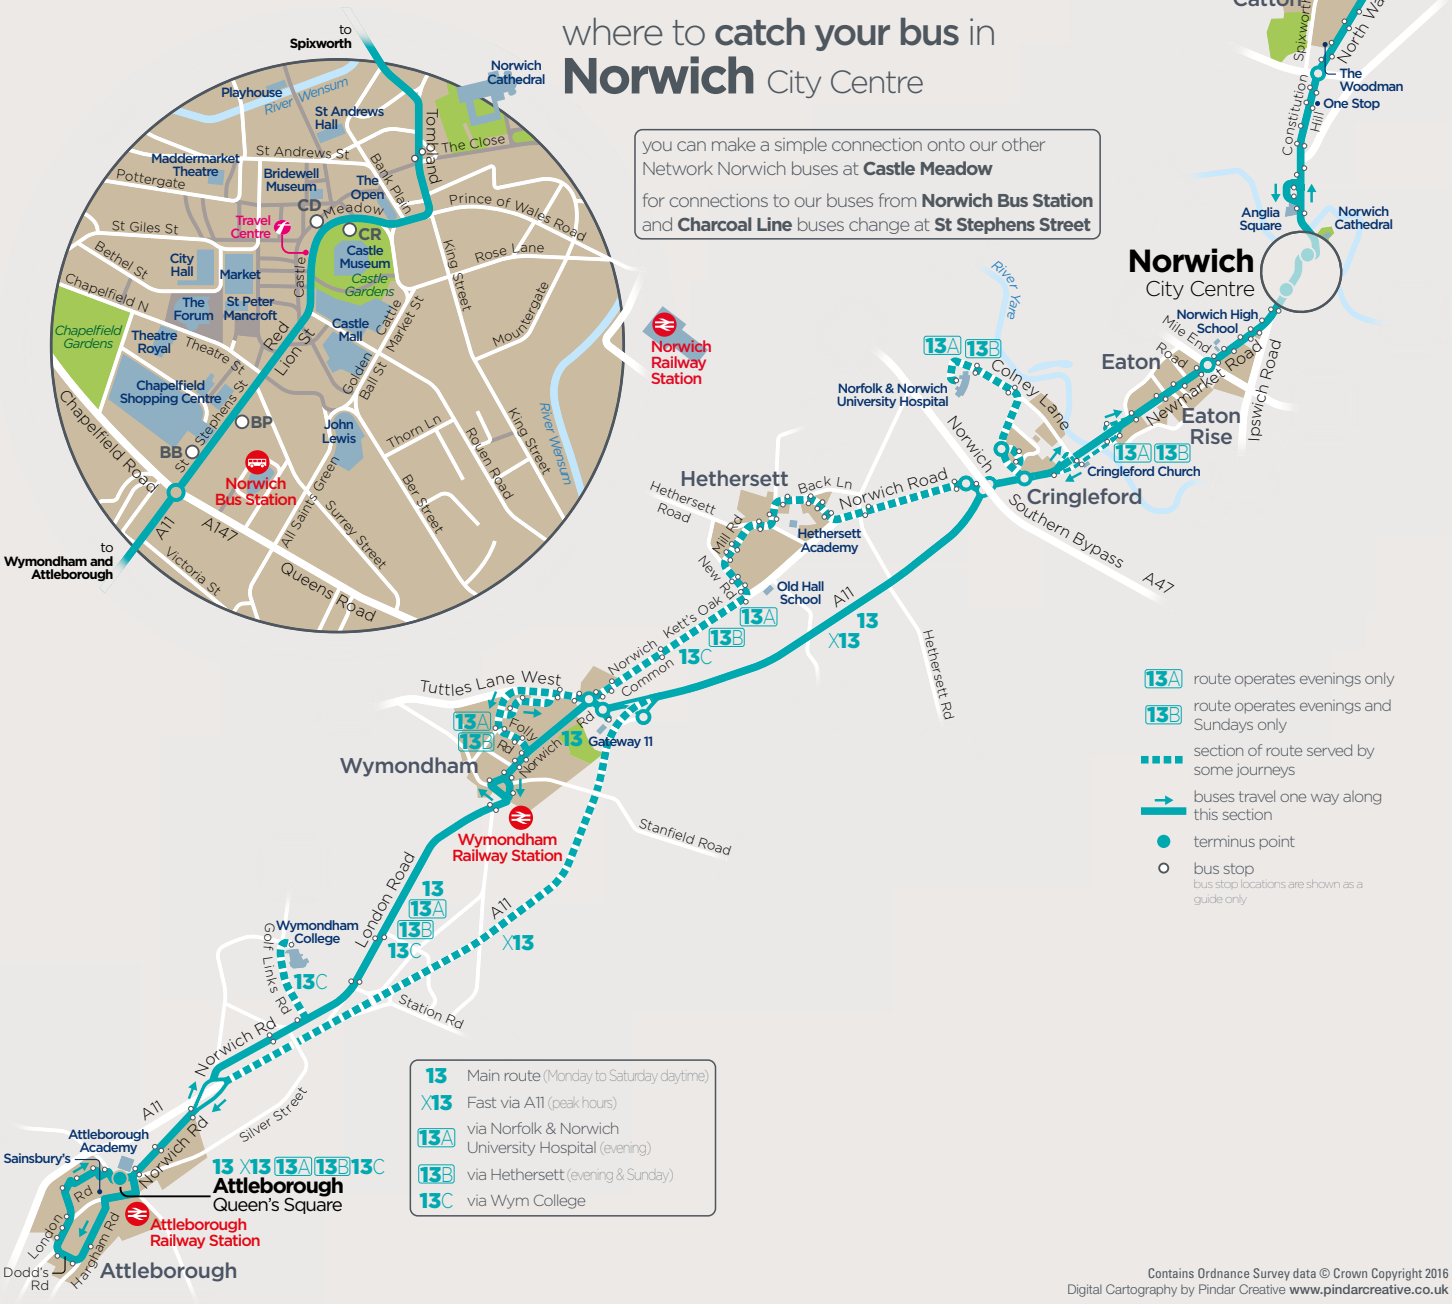 where to catch your bus in
Norwich City Centre
you can make a simple connection onto our other
Network Norwich buses at Castle Meadow
for connections to our buses from Norwich Bus Station
and Charcoal Line buses change at St Stephens Street
to
Spixworth
Norwich
Cathedral
Playhouse
River Wensum
St Andrews
Hall
Tombland
The Close
St Andrews St
Bank Plain
Maddermarket
Theatre
Pottergate
Bridewell
Museum
The
Open
CD
Meadow
Prince of Wales Road
Travel
Centre
CR
St Giles St
Bethel St
City
Hall
Market
Castle
Castle
Museum
Castle
Gardens
King Street
Rose Lane
Chapelfield N
The
Forum
St Peter
Mancroft
Cattle
Market St
Mountergate
Chapelfield
Gardens
Theatre
Royal
Theatre St
Red
Lion St
Castle
Mall
Golden
Ball St
Norwich
Railway
Station
Chapelfield
Shopping Centre
St Stephens St
BP
BB
John
Lewis
Thorn Ln
Rouen Road
King Street
River Wensum
Chapelfield Road
Norwich
Bus Station
All Saints Green
Surrey Street
Ber Street
A11
A147
Queens Road
Victoria St
to
Wymondham and
Attleborough
Catton
Spixworth
North Wa
The
Woodman
One Stop
Constitution
Hill
Anglia
Square
Norwich
Cathedral
Norwich
City Centre
Norwich High
School
Mile End
Road
Eaton
Newmarket Road
Ipswich Road
Eaton
Rise
13A 13B
Cringleford Church
Cringleford
River Yare
13A 13B
Colney Lane
Norfolk & Norwich
University Hospital
Norwich
Southern Bypass
A47
Hethersett
Hethersett
Road
Back Ln
Norwich Road
Mill Rd
Hethersett
Academy
New Rd
Old Hall
School
A11
13
X13
Hethersett Rd
Kett's Oak
13A
13B
13C
Norwich
Common
Tuttles Lane West
13A
13B
Folly
Rd
Norwich
Rd
13
Gateway 11
Wymondham
Wymondham
Railway Station
Stanfield Road
London Road
13
13A
13B
13C
A11
X13
Wymondham
College
Golf Links Rd
13C
Station Rd
Norwich Rd
Silver Street
A11
Norwich Rd
Attleborough
Academy
Sainsbury's
13 X13 13A 13B 13C
Attleborough
Queen's Square
Attleborough
Railway Station
London
Rd
Hargham Rd
Dodd's
Rd
Attleborough
13A route operates evenings only
13B route operates evenings and
Sundays only
section of route served by
some journeys
buses travel one way along
this section
terminus point
bus stop
bus stop locations are shown as a
guide only
13 Main route (Monday to Saturday daytime)
X13 Fast via A11 (peak hours)
13A via Norfolk & Norwich
University Hospital (evening)
13B via Hethersett (evening & Sunday)
13C via Wym College
Contains Ordnance Survey data © Crown Copyright 2016
Digital Cartography by Pindar Creative www.pindarcreative.co.uk